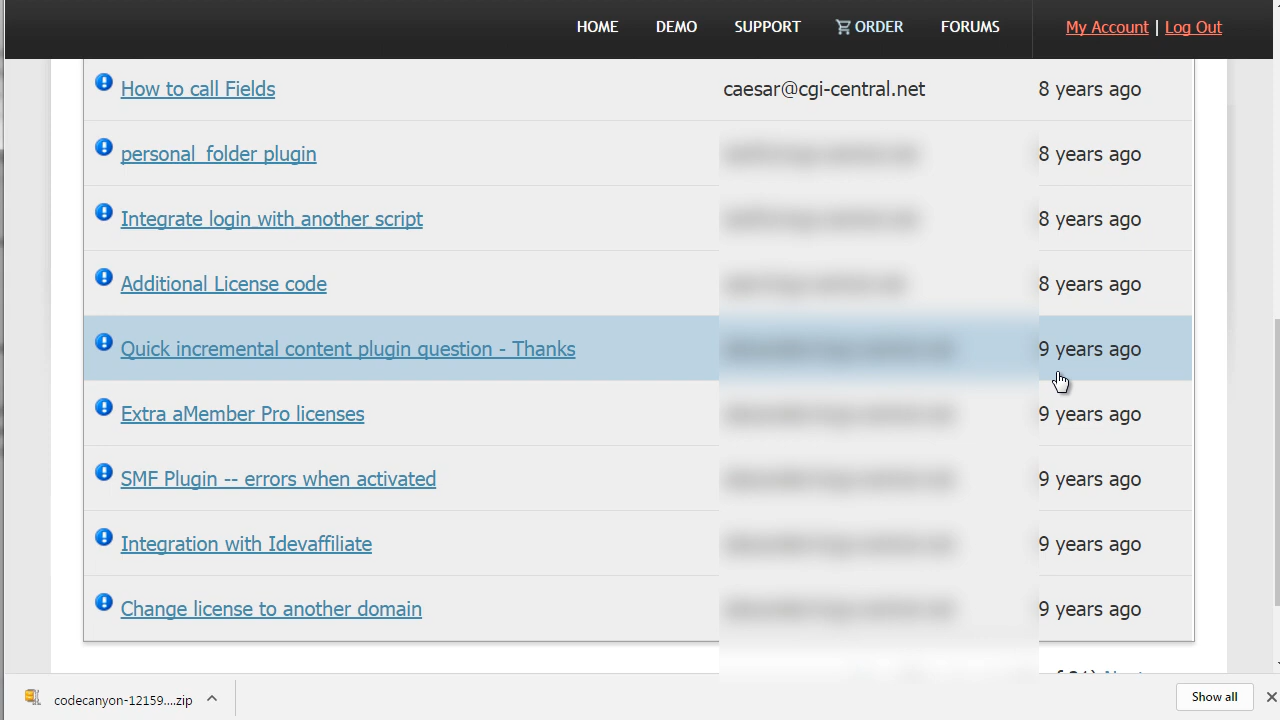 HOME DEMO SUPPORT ORDER FORUMS My Account | Log Out
How to call Fields caesar@cgi-central.net 8 years ago
personal_folder plugin 8 years ago
Integrate login with another script 8 years ago
Additional License code 8 years ago
Quick incremental content plugin question - Thanks 9 years ago
Extra aMember Pro licenses 9 years ago
SMF Plugin -- errors when activated 9 years ago
Integration with Idevaffiliate 9 years ago
Change license to another domain 9 years ago
codecanyon-12159....zip Show all